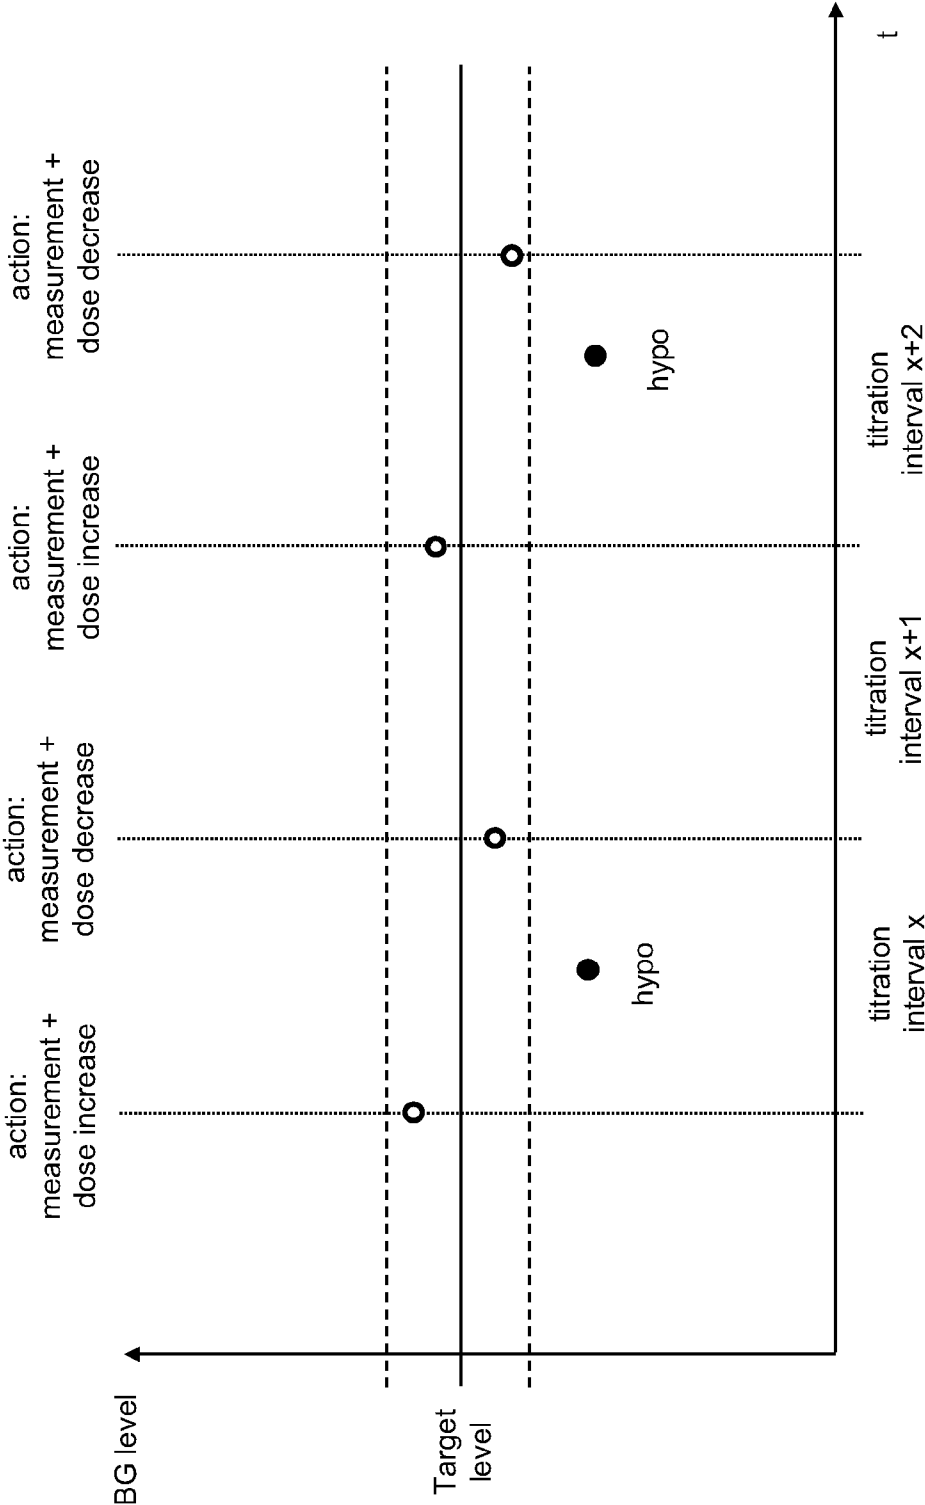 BG level
action:
measurement +
dose increase
action:
measurement +
dose decrease
action:
measurement +
dose increase
action:
measurement +
dose decrease
Target
level
hypo
hypo
titration
interval x
titration
interval x+1
titration
interval x+2
t